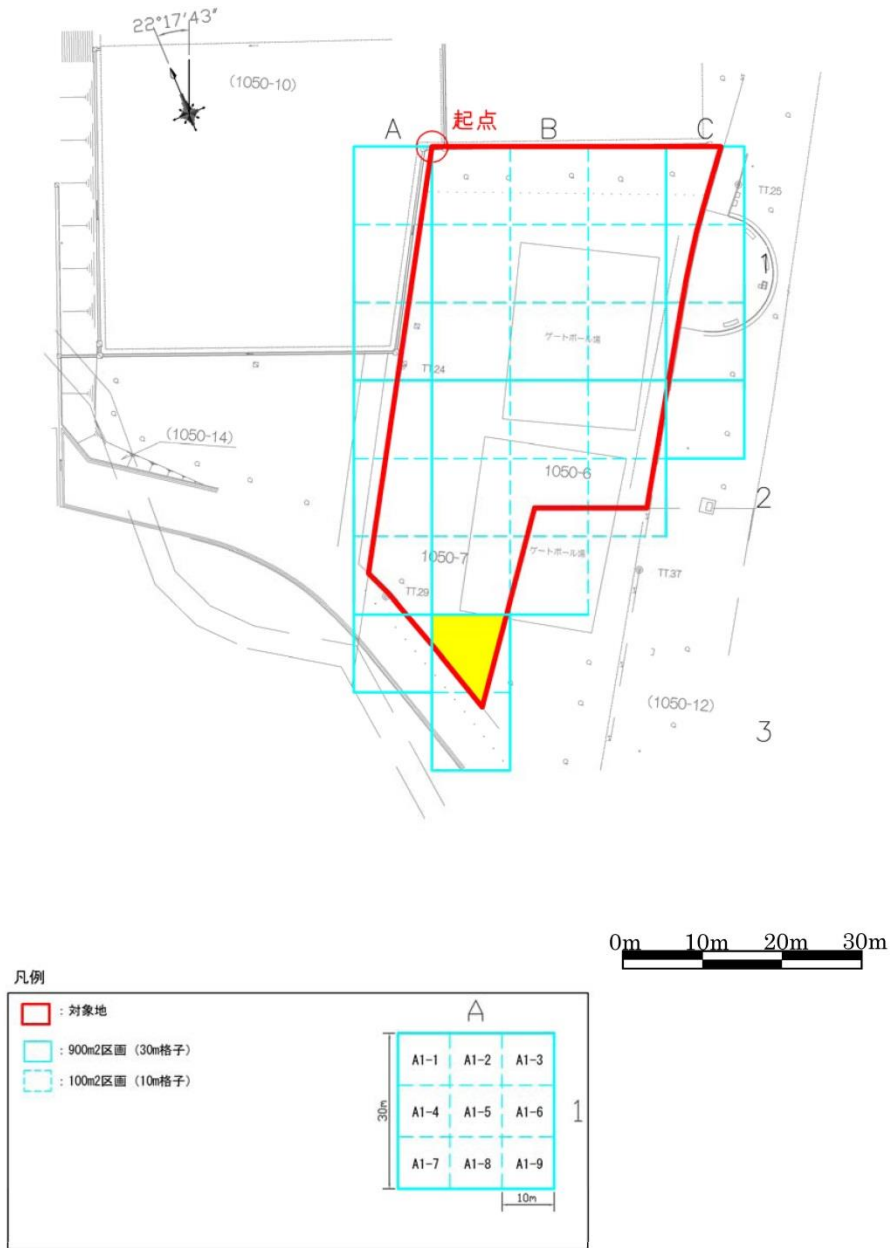 22°17'43"
(1050-10)
起点
A
B
C
TT.25
1
ゲートボール場
TT.24
(1050-14)
1050-6
2
1050-7
ゲートボール場
TT.37
TT.29
(1050-12)
3
0m 10m 20m 30m
凡例
: 対象地
: 900m2区画 (30m格子)
: 100m2区画 (10m格子)
A
A1-1 A1-2 A1-3
30m
A1-4 A1-5 A1-6
1
A1-7 A1-8 A1-9
10m